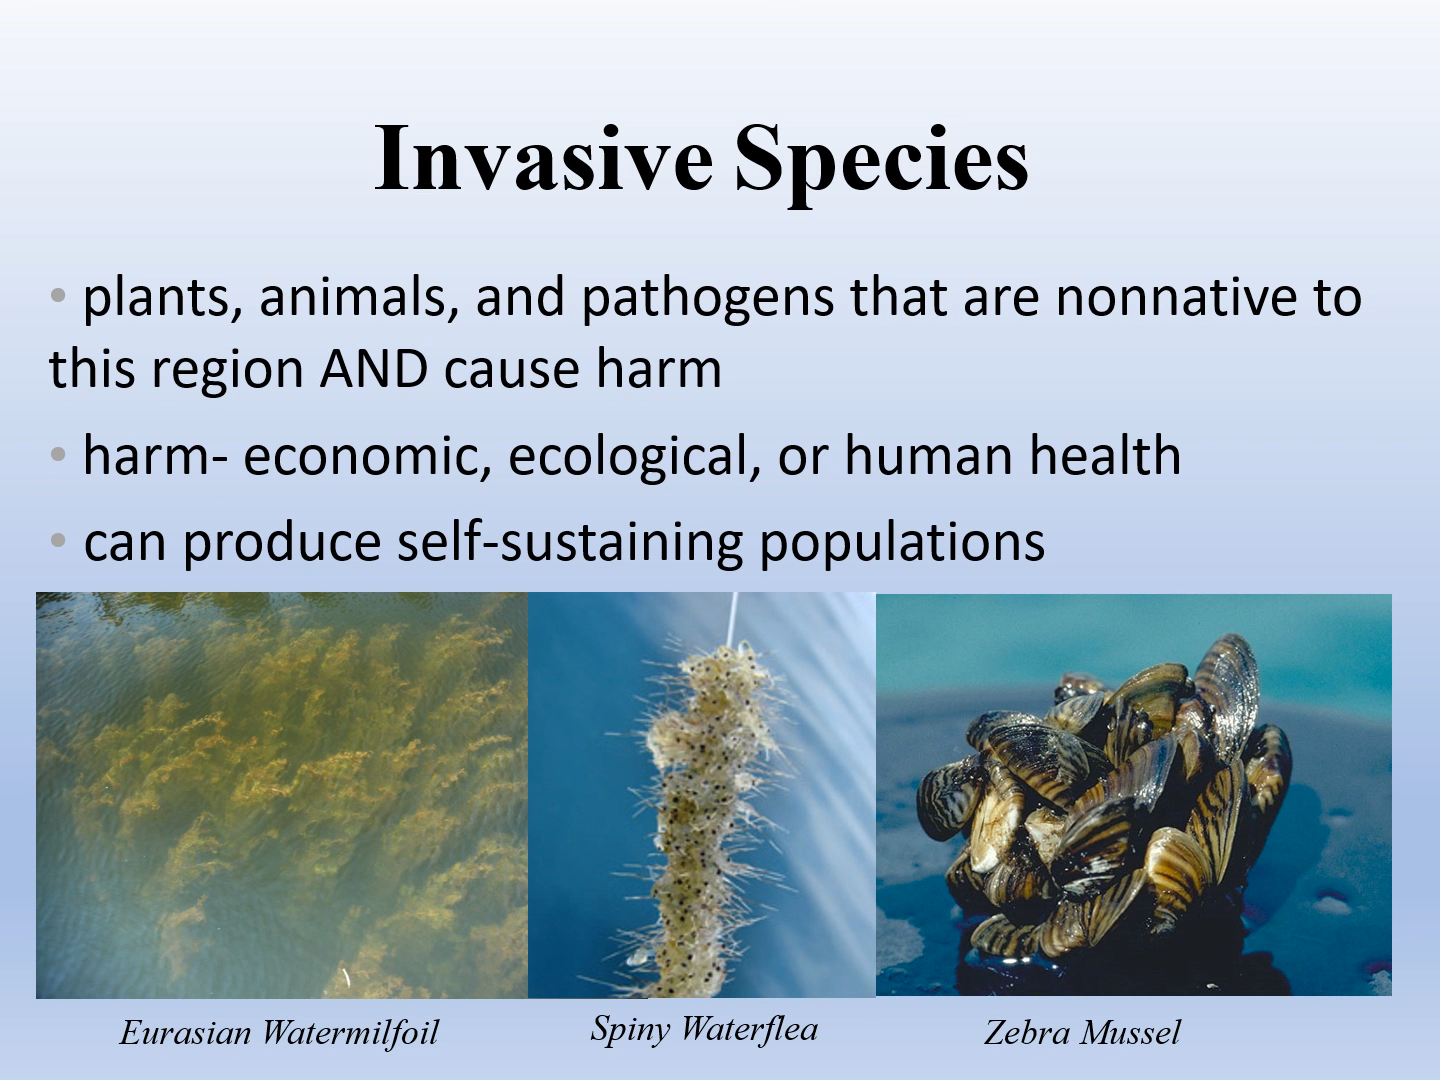 Invasive Species
• plants, animals, and pathogens that are nonnative to
this region AND cause harm
• harm- economic, ecological, or human health
• can produce self-sustaining populations
Eurasian Watermilfoil
Spiny Waterflea
Zebra Mussel